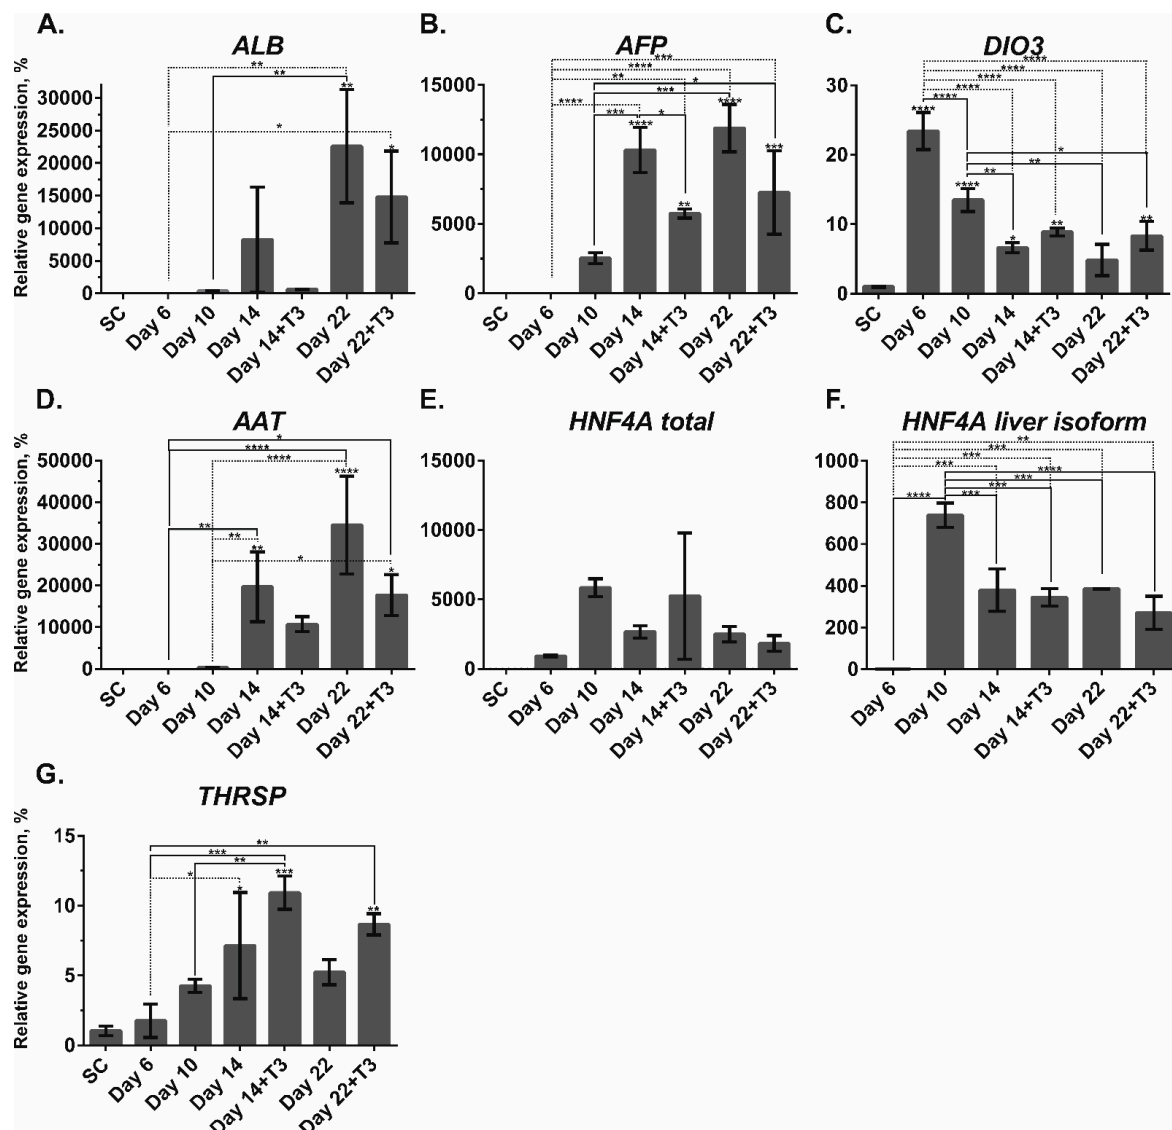 A.
ALB
Relative gene expression, %
30000
25000
20000
15000
10000
5000
0
**
**
**
*
*
SC
Day 6
Day 10
Day 14
Day 14+T3
Day 22
Day 22+T3
B.
AFP
15000
10000
5000
0
***
****
**
*
***
****
****
***
*
****
**
***
SC
Day 6
Day 10
Day 14
Day 14+T3
Day 22
Day 22+T3
C.
DIO3
30
20
10
0
****
****
****
****
****
****
*
**
**
****
*
**
**
SC
Day 6
Day 10
Day 14
Day 14+T3
Day 22
Day 22+T3
D.
AAT
Relative gene expression, %
50000
40000
30000
20000
10000
0
*
****
****
****
**
**
**
*
*
SC
Day 6
Day 10
Day 14
Day 14+T3
Day 22
Day 22+T3
E.
HNF4A total
15000
10000
5000
0
SC
Day 6
Day 10
Day 14
Day 14+T3
Day 22
Day 22+T3
F.
HNF4A liver isoform
1000
800
600
400
200
0
**
***
***
***
****
***
***
****
***
Day 6
Day 10
Day 14
Day 14+T3
Day 22
Day 22+T3
G.
THRSP
Relative gene expression, %
15
10
5
0
**
***
**
*
*
***
**
SC
Day 6
Day 10
Day 14
Day 14+T3
Day 22
Day 22+T3